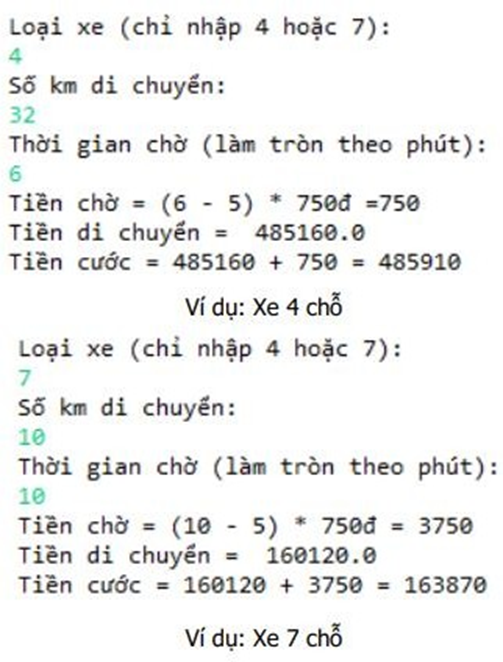 Loại xe (chỉ nhập 4 hoặc 7):
4
Số km di chuyển:
32
Thời gian chờ (làm tròn theo phút):
6
Tiền chờ = (6 - 5) * 750đ =750
Tiền di chuyển =  485160.0
Tiền cước = 485160 + 750 = 485910
Ví dụ: Xe 4 chỗ
Loại xe (chỉ nhập 4 hoặc 7):
7
Số km di chuyển:
10
Thời gian chờ (làm tròn theo phút):
10
Tiền chờ = (10 - 5) * 750đ = 3750
Tiền di chuyển =  160120.0
Tiền cước = 160120 + 3750 = 163870
Ví dụ: Xe 7 chỗ